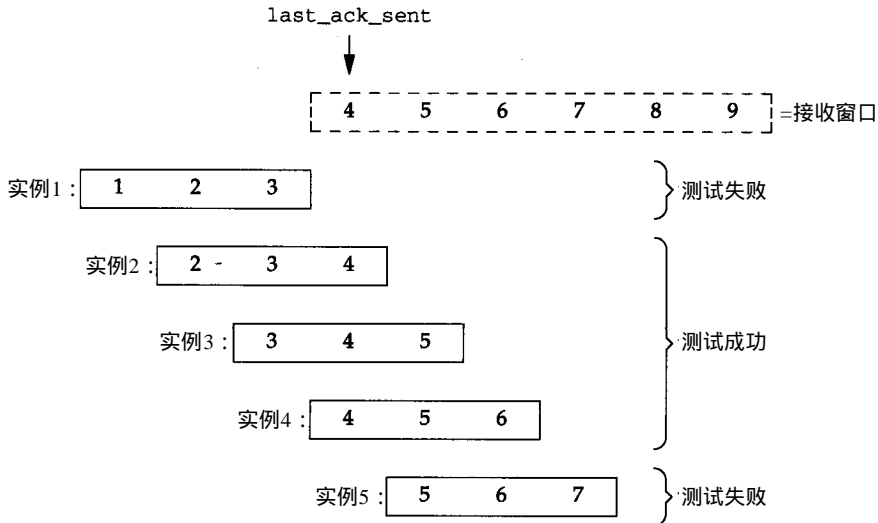 last_ack_sent
4 5 6 7 8 9 =接收窗口
实例1: 1 2 3 测试失败
实例2: 2 3 4
实例3: 3 4 5 测试成功
实例4: 4 5 6
实例5: 5 6 7 测试失败